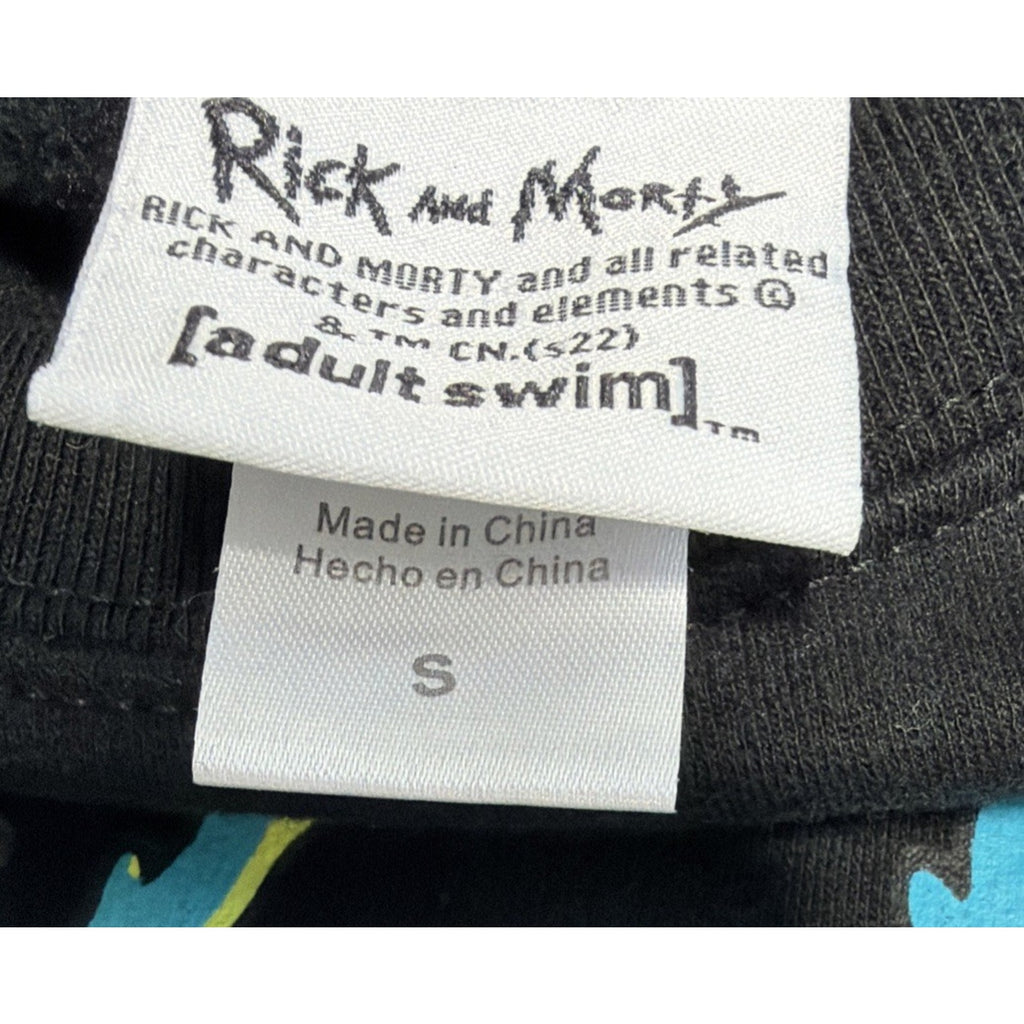 Rick and Morty
RICK AND MORTY and all related
characters and elements ©
& ™ CN.(s22)
[adult swim]™
Made in China
Hecho en China
S